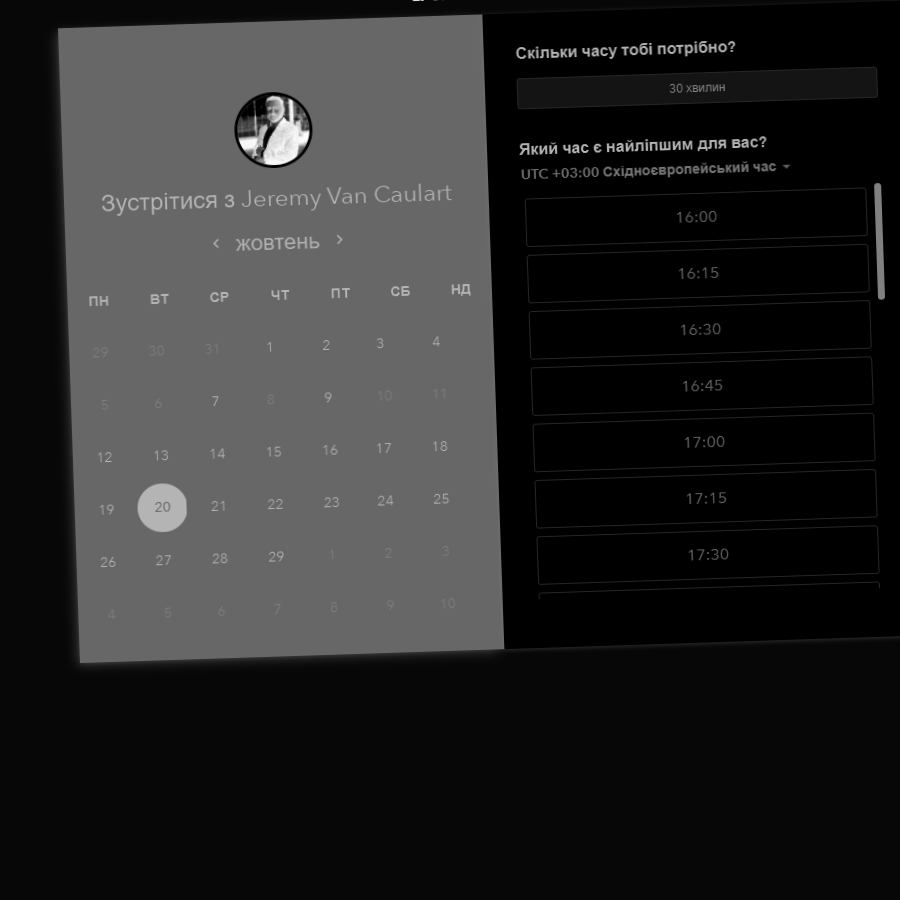 Зустрітися з Jeremy Van Caulart
‹ жовтень ›
ПН ВТ СР ЧТ ПТ СБ НД
29 30 31 1 2 3 4
5 6 7 8 9 10 11
12 13 14 15 16 17 18
19 20 21 22 23 24 25
26 27 28 29 1 2 3
4 5 6 7 8 9 10
Скільки часу тобі потрібно?
30 хвилин
Який час є найліпшим для вас?
UTC +03:00 Східноєвропейський час
16:00
16:15
16:30
16:45
17:00
17:15
17:30